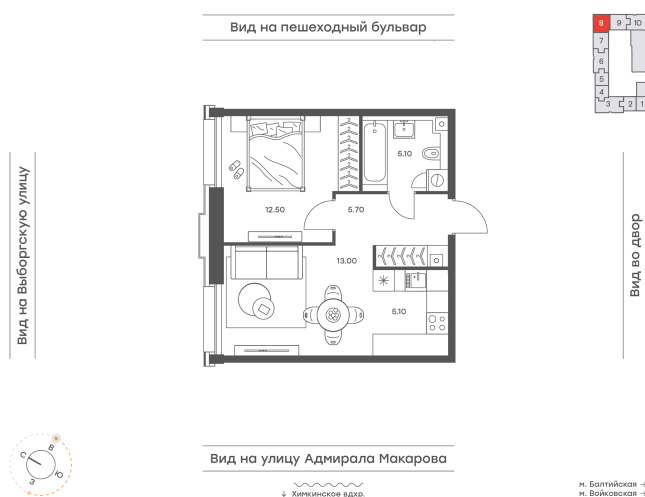 Вид на пешеходный бульвар
8 9 10
7
6
5
4
3 2 1
5.10
12.50
5.70
13.00
5.10
Вид на Выборгскую улицу
Вид во двор
Вид на улицу Адмирала Макарова
↓ Химкинское вдхр.
С
В
Ю
З
м. Балтийская
м. Войковская